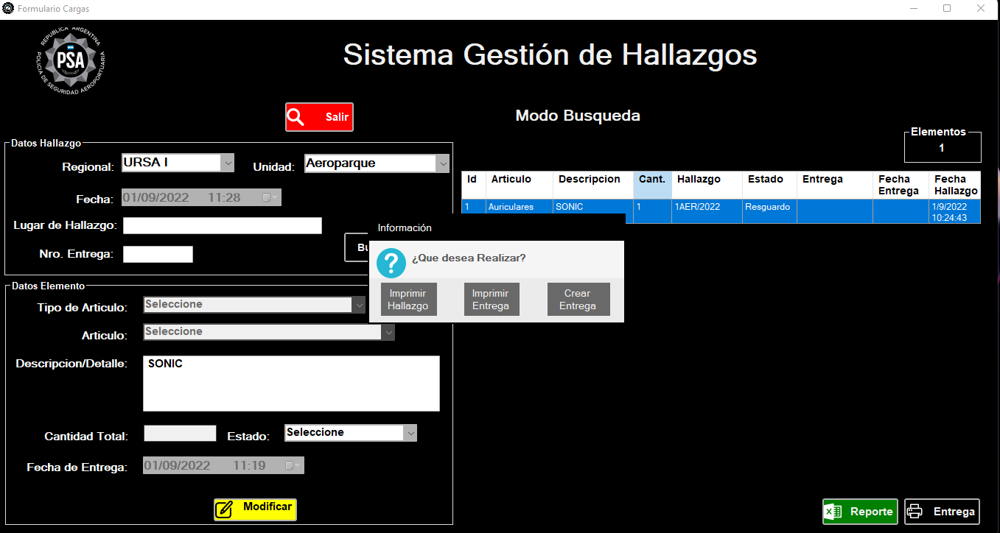 Formulario Cargas
REPUBLICA ARGENTINA
PSA
POLICIA DE SEGURIDAD AEROPORTUARIA
Sistema Gestión de Hallazgos
Salir
Modo Busqueda
Elementos
1
Datos Hallazgo
Regional: URSA I Unidad: Aeroparque
Fecha: 01/09/2022 11:28
Lugar de Hallazgo:
Nro. Entrega:
Bu
Id Articulo Descripcion Cant. Hallazgo Estado Entrega Fecha Entrega Fecha Hallazgo
1 Auriculares SONIC 1 1AER/2022 Resguardo 1/9/2022 10:24:43
Información
¿Que desea Realizar?
Imprimir Hallazgo
Imprimir Entrega
Crear Entrega
Datos Elemento
Tipo de Articulo: Seleccione
Articulo: Seleccione
Descripcion/Detalle: SONIC
Cantidad Total: Estado: Seleccione
Fecha de Entrega: 01/09/2022 11:19
Modificar
Reporte
Entrega